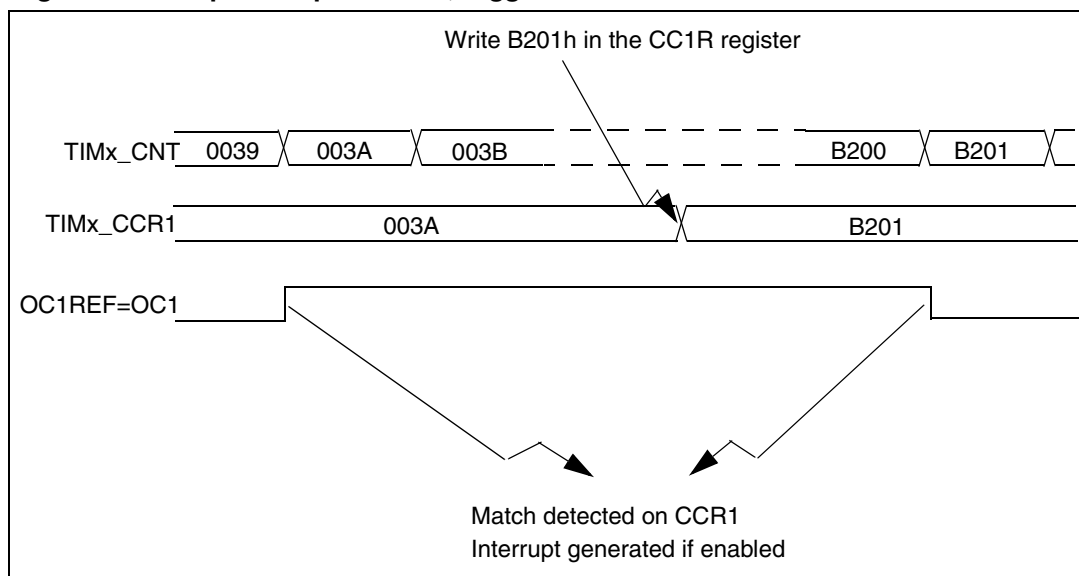 Write B201h in the CC1R register
TIMx_CNT 0039 003A 003B B200 B201
TIMx_CCR1 003A B201
OC1REF=OC1
Match detected on CCR1
Interrupt generated if enabled